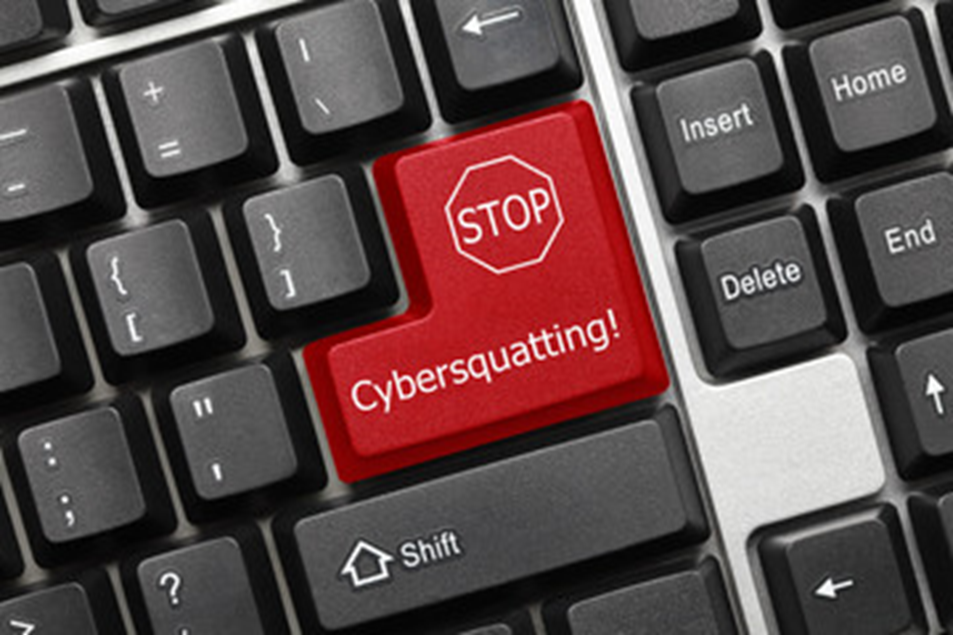 ←
+
=
|
\
—
-
Insert
Home
STOP
{
[
}
]
Delete
End
Cybersquatting!
↑
:
;
"
'
Shift
?
←
>